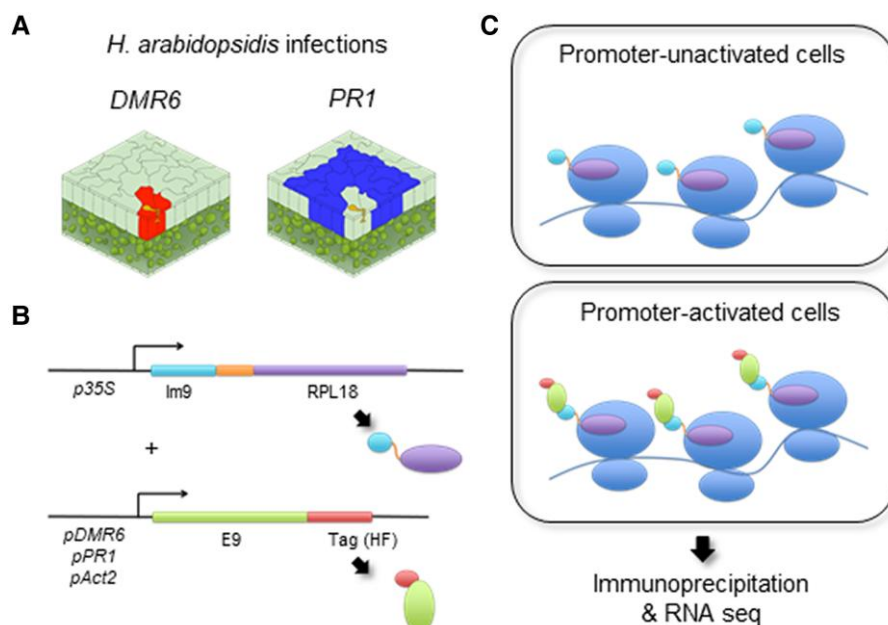 A
H. arabidopsidis infections
DMR6
PR1
B
p35S
Im9
RPL18
+
pDMR6
pPR1
pAct2
E9
Tag (HF)
C
Promoter-unactivated cells
Promoter-activated cells
Immunoprecipitation
& RNA seq